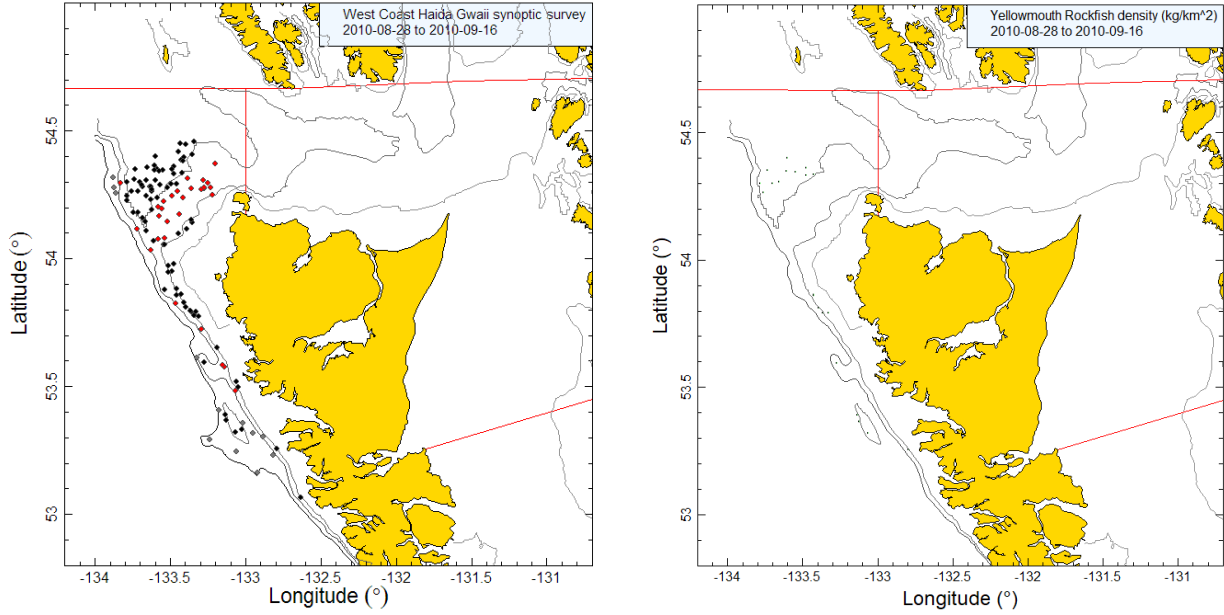 West Coast Haida Gwaii synoptic survey
2010-08-28 to 2010-09-16
54.5
54
53.5
53
Latitude (°)
-134
-133.5
-133
-132.5
-132
-131.5
-131
Longitude (°)
Yellowmouth Rockfish density (kg/km^2)
2010-08-28 to 2010-09-16
54.5
54
53.5
53
Latitude (°)
-134
-133.5
-133
-132.5
-132
-131.5
-131
Longitude (°)